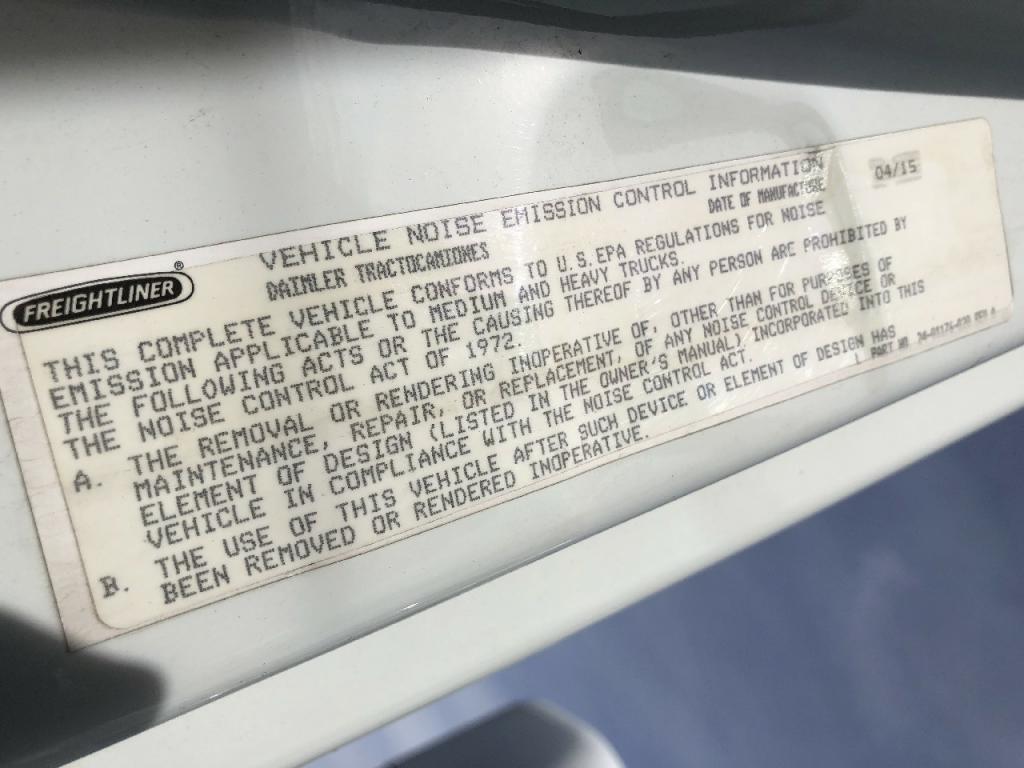 FREIGHTLINER®
VEHICLE NOISE EMISSION CONTROL INFORMATION
DAIMLER TRACTOCAMIONES
DATE OF MANUFACTURE
04/15
THIS COMPLETE VEHICLE CONFORMS TO U.S.EPA REGULATIONS FOR NOISE
EMISSION APPLICABLE TO MEDIUM AND HEAVY TRUCKS.
THE FOLLOWING ACTS OR THE CAUSING THEREOF BY ANY PERSON ARE PROHIBITED BY
THE NOISE CONTROL ACT OF 1972.
A. THE REMOVAL OR RENDERING INOPERATIVE OF, OTHER THAN FOR PURPOSES OF
MAINTENANCE, REPAIR, OR REPLACEMENT, OF ANY NOISE CONTROL DEVICE OR
ELEMENT OF DESIGN (LISTED IN THE OWNER'S MANUAL) INCORPORATED INTO THIS
VEHICLE IN COMPLIANCE WITH THE NOISE CONTROL ACT.
B. THE USE OF THIS VEHICLE AFTER SUCH DEVICE OR ELEMENT OF DESIGN HAS
BEEN REMOVED OR RENDERED INOPERATIVE.
PART NO.